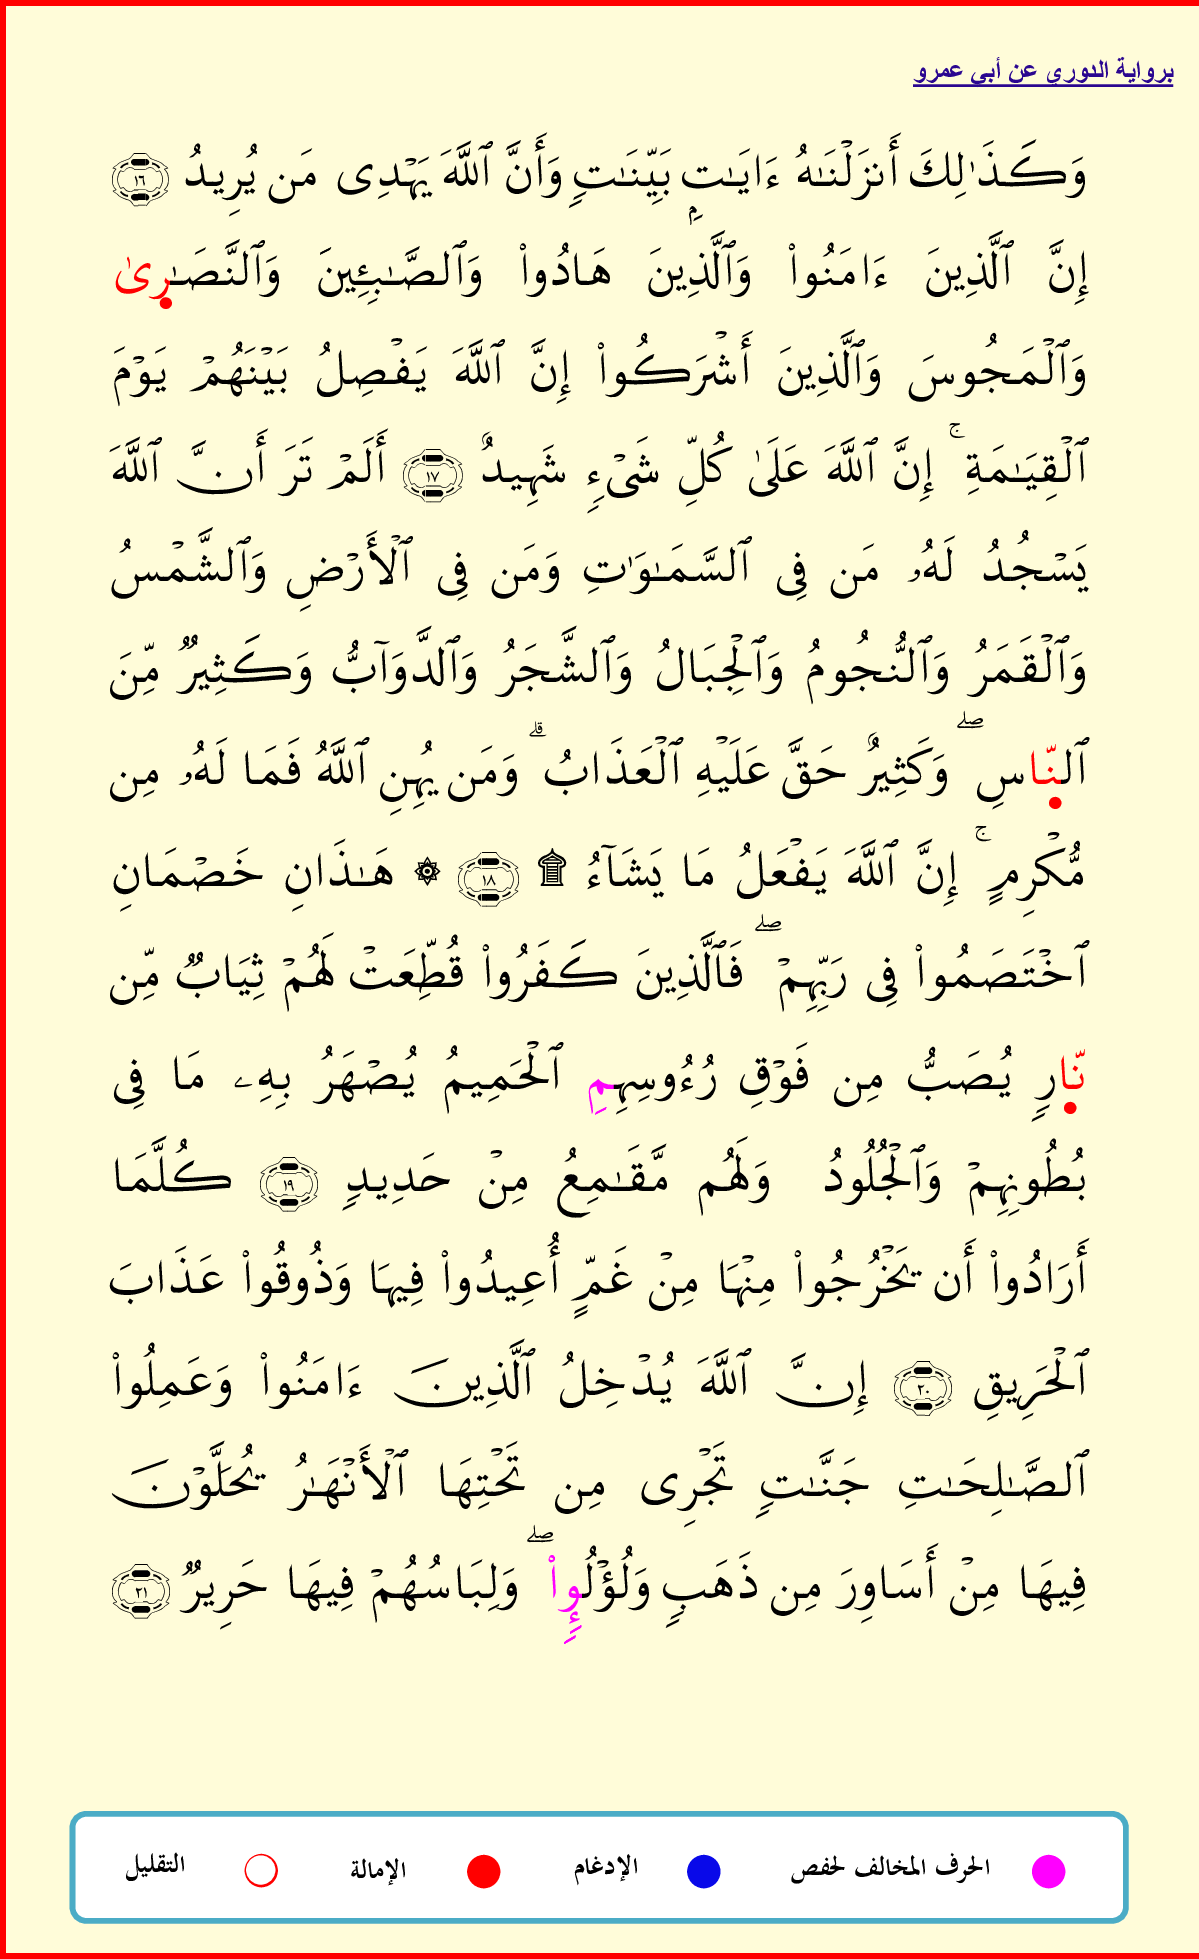 برواية الدوري عن أبي عمرو
وَكَذَٰلِكَ أَنزَلْنَٰهُ ءَايَٰتِۭ بَيِّنَٰتٖ وَأَنَّ ٱللَّهَ يَهْدِى مَن يُرِيدُ ١٦
إِنَّ ٱلَّذِينَ ءَامَنُواْ وَٱلَّذِينَ هَادُواْ وَٱلصَّٰبِـِٔينَ وَٱلنَّصَٰرِىٰ
وَٱلْمَجُوسَ وَٱلَّذِينَ أَشْرَكُواْ إِنَّ ٱللَّهَ يَفْصِلُ بَيْنَهُمْ يَوْمَ
ٱلْقِيَٰمَةِ ۚ إِنَّ ٱللَّهَ عَلَىٰ كُلِّ شَىْءٖ شَهِيدٌ ١٧ أَلَمْ تَرَ أَنَّ ٱللَّهَ
يَسْجُدُ لَهُۥ مَن فِى ٱلسَّمَٰوَٰتِ وَمَن فِى ٱلْأَرْضِ وَٱلشَّمْسُ
وَٱلْقَمَرُ وَٱلنُّجُومُ وَٱلْجِبَالُ وَٱلشَّجَرُ وَٱلدَّوَآبُّ وَكَثِيرٞ مِّنَ
ٱلنِّاسِ ۖ وَكَثِيرٌ حَقَّ عَلَيْهِ ٱلْعَذَابُ ۗ وَمَن يُهِنِ ٱللَّهُ فَمَا لَهُۥ مِن
مُّكْرِمٍ ۚ إِنَّ ٱللَّهَ يَفْعَلُ مَا يَشَآءُ ۩ ١٨ ۞ هَٰذَانِ خَصْمَانِ
ٱخْتَصَمُواْ فِى رَبِّهِمْ ۖ فَٱلَّذِينَ كَفَرُواْ قُطِّعَتْ لَهُمْ ثِيَابٞ مِّن
نِّارٖ يُصَبُّ مِن فَوْقِ رُءُوسِهِمِ ٱلْحَمِيمُ يُصْهَرُ بِهِۦ مَا فِى
بُطُونِهِمْ وَٱلْجُلُودُ وَلَهُم مَّقَٰمِعُ مِنْ حَدِيدٖ ١٩ كُلَّمَا
أَرَادُواْ أَن يَخْرُجُواْ مِنْهَا مِنْ غَمٍّ أُعِيدُواْ فِيهَا وَذُوقُواْ عَذَابَ
ٱلْحَرِيقِ ٢٠ إِنَّ ٱللَّهَ يُدْخِلُ ٱلَّذِينَ ءَامَنُواْ وَعَمِلُواْ
ٱلصَّٰلِحَٰتِ جَنَّٰتٖ تَجْرِى مِن تَحْتِهَا ٱلْأَنْهَٰرُ يُحَلَّوْنَ
فِيهَا مِنْ أَسَاوِرَ مِن ذَهَبٖ وَلُؤْلُوٕٖاْ ۖ وَلِبَاسُهُمْ فِيهَا حَرِيرٞ ٢١
الحرف المخالف لحفص الإدغام الإمالة التقليل